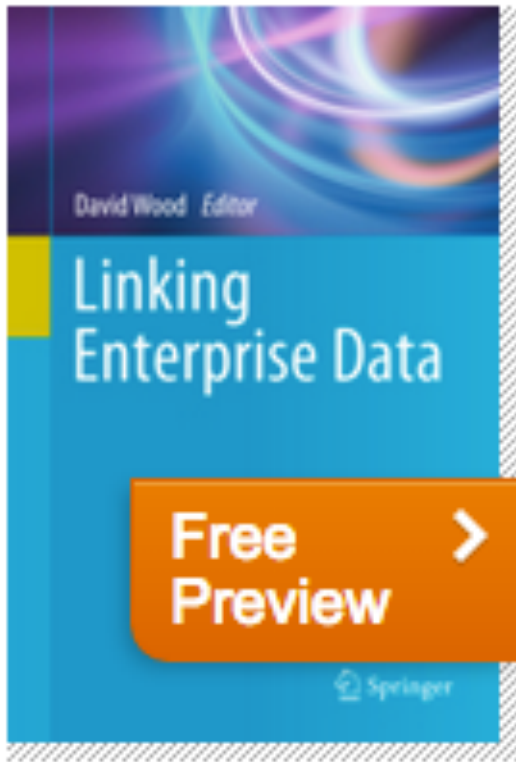 David Wood Editor
Linking
Enterprise Data
Free
Preview
Springer